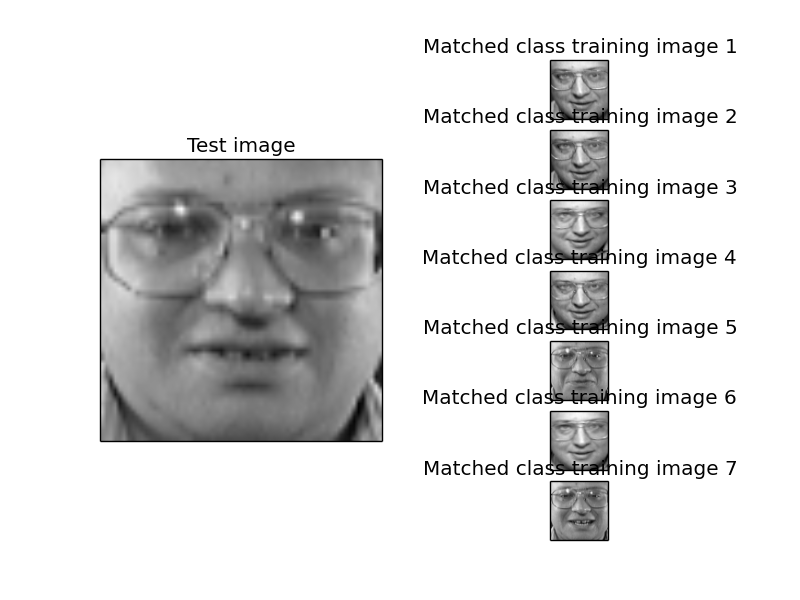 Test image
Matched class training image 1
Matched class training image 2
Matched class training image 3
Matched class training image 4
Matched class training image 5
Matched class training image 6
Matched class training image 7